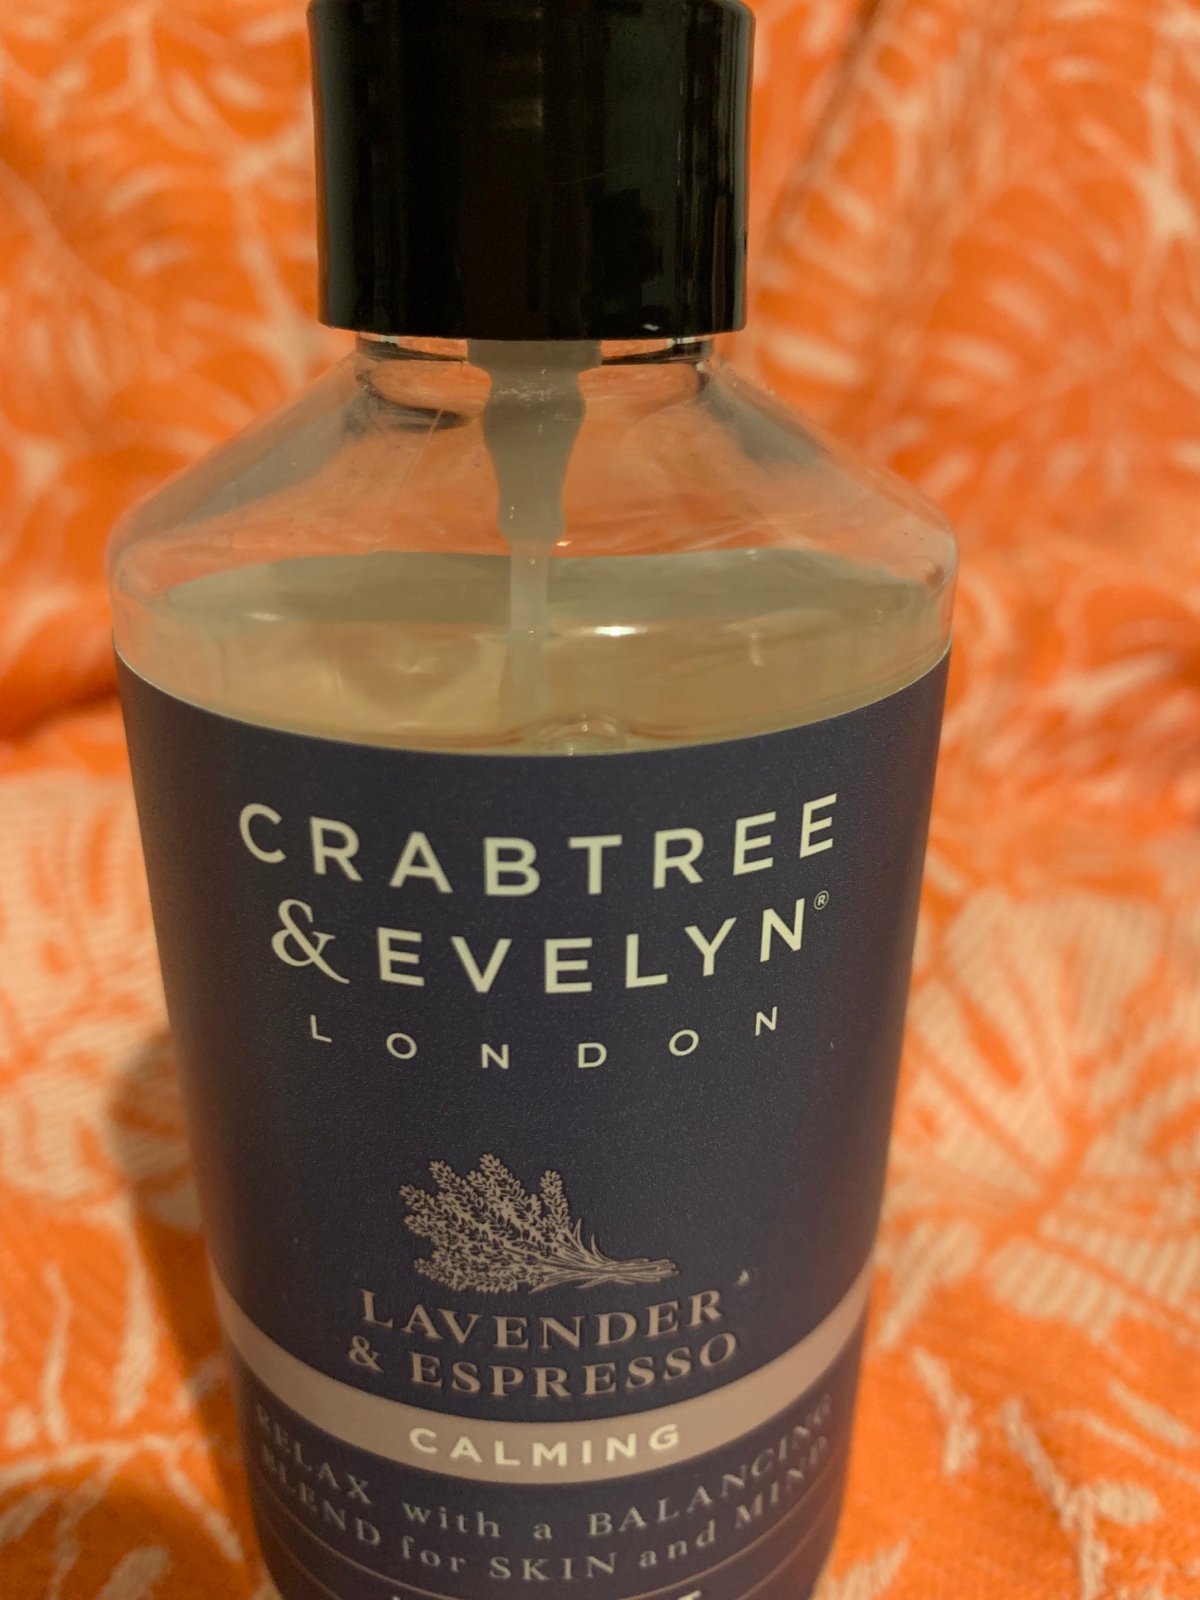 CRABTREE
& EVELYN®
LONDON
LAVENDER
& ESPRESSO
CALMING
RELAX with a BALANCING
BLEND for SKIN and MIND